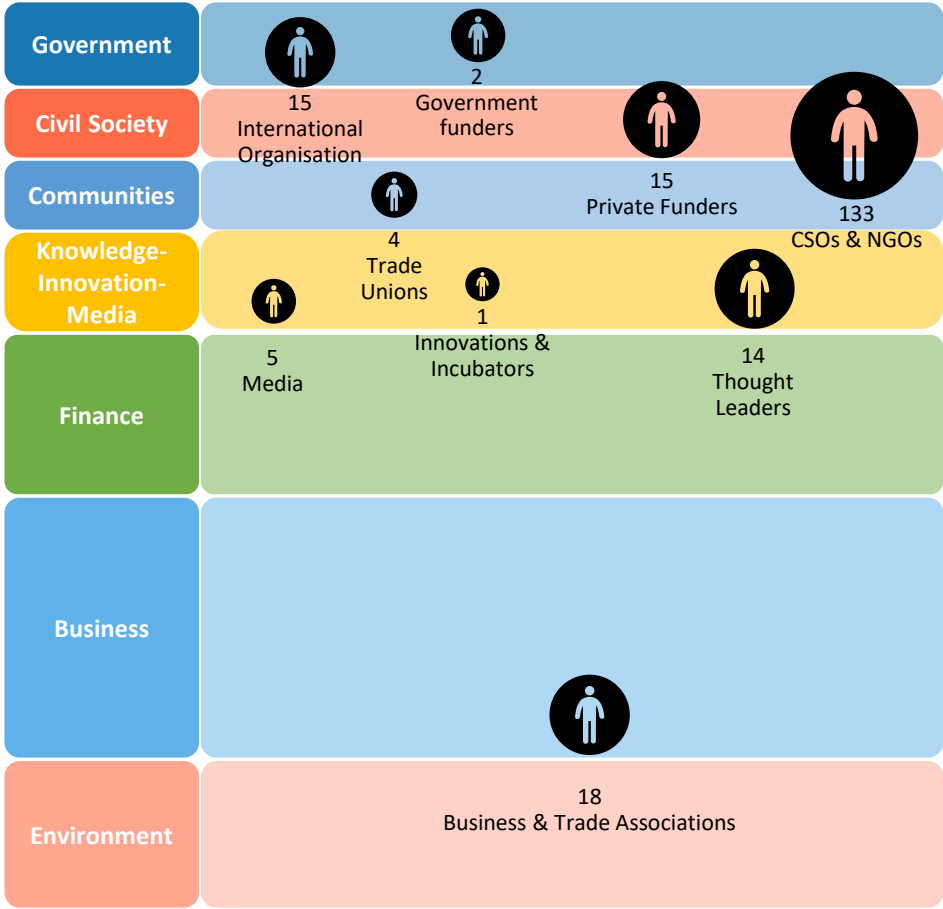 Government
2
15
Government
Civil Society
International
funders
Organisation
15
Communities
Private Funders
133
4
CSOs & NGOs
Knowledge-
Trade
Innovation-
Unions
Media
1
Innovations &
5
14
Incubators
Media
Thought
Leaders
Finance
Business
18
Business & Trade Associations
Environment